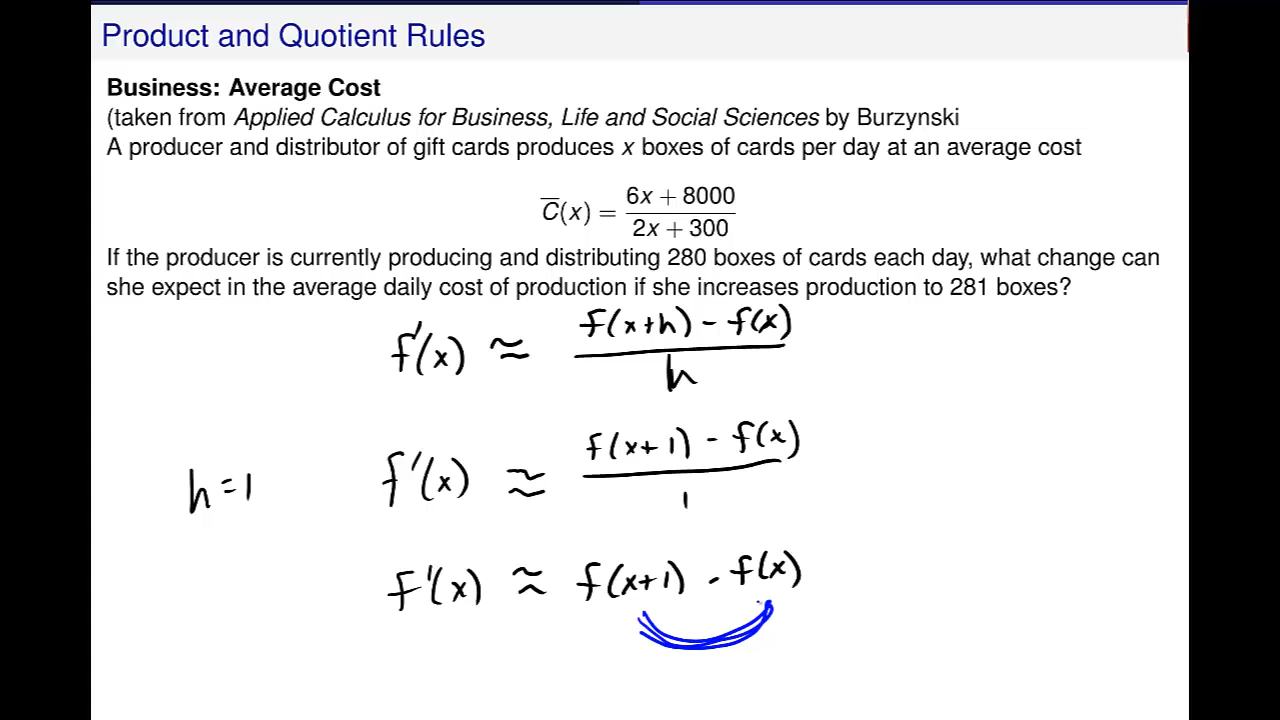 Product and Quotient Rules
Business: Average Cost
(taken from Applied Calculus for Business, Life and Social Sciences by Burzynski
A producer and distributor of gift cards produces x boxes of cards per day at an average cost
C̅(x) = (6x + 8000)/(2x + 300)
If the producer is currently producing and distributing 280 boxes of cards each day, what change can
she expect in the average daily cost of production if she increases production to 281 boxes?
f'(x) ≈ (f(x+h) - f(x))/h
h = 1 f'(x) ≈ (f(x+1) - f(x))/1
f'(x) ≈ f(x+1) - f(x)